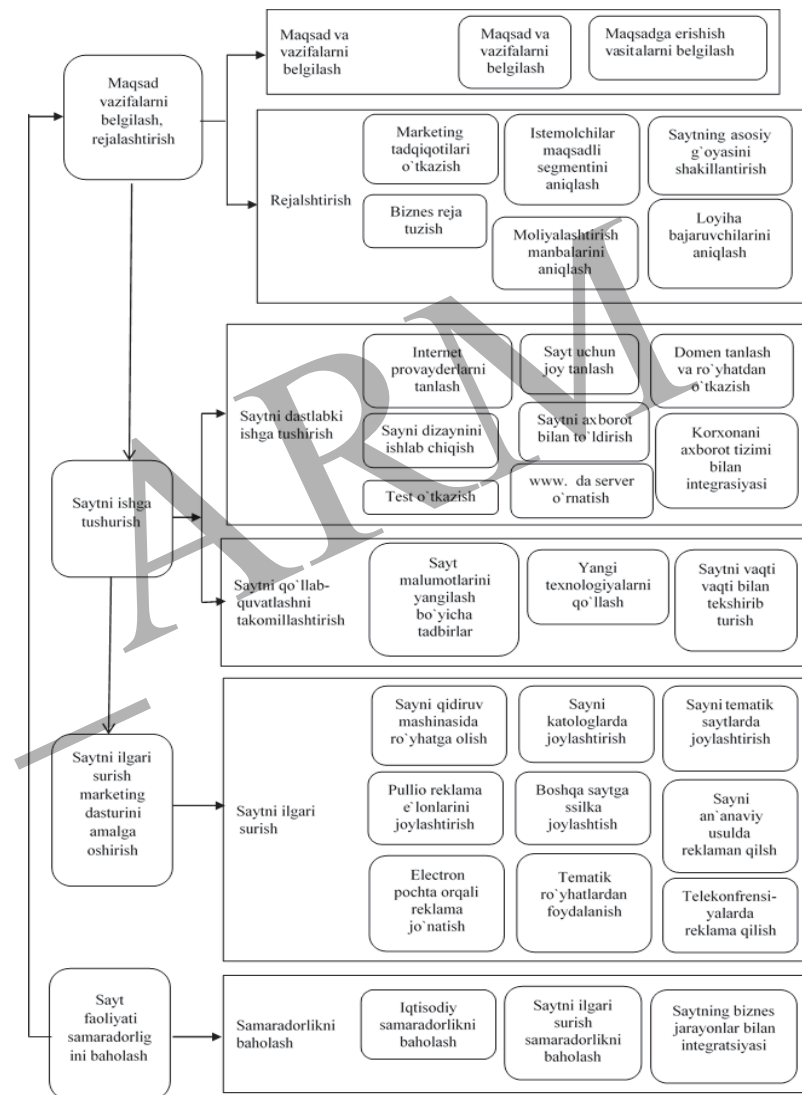 Maqsad
vazifalarni
belgilash,
rejalashtirish
Maqsad va
vazifalarni
belgilash
Maqsad va
vazifalarni
belgilash
Maqsadga erishish
vasitalarni belgilash
Rejalshtirish
Marketing
tadqiqotilari
o`tkazish
Istemolchilar
maqsadli
segmentini
aniqlash
Saytning asosiy
g`oyasini
shakillantirish
Biznes reja
tuzish
Moliyalashtirish
manbalarini
aniqlash
Loyiha
bajaruvchilarini
aniqlash
Saytni ishga
tushurish
Saytni dastlabki
ishga tushirish
Internet
provayderlarni
tanlash
Sayt uchun
joy tanlash
Domen tanlash
va ro`yhatdan
o`tkazish
Sayni dizaynini
ishlab chiqish
Saytni axborot
bilan to`ldirish
Korxonani
axborot tizimi
bilan
integrasiyasi
Test o`tkazish
www. da server
o`rnatish
Saytni qo`llab-
quvatlashni
takomillashtirish
Sayt
malumotlarini
yangilash
bo`yicha
tadbirlar
Yangi
texnologiyalarni
qo`llash
Saytni vaqti
vaqti bilan
tekshirib
turish
Saytni ilgari
surish
marketing
dasturini
amalga
oshirish
Saytni ilgari
surish
Sayni qidiruv
mashinasida
ro`yhatga olish
Sayni
katologlarda
joylashtirish
Sayni tematik
saytlarda
joylashtirish
Pullio reklama
e`lonlarini
joylashtirish
Boshqa saytga
ssilka
joylashtish
Sayni
an`anaviy
usulda
reklaman qilsh
Electron
pochta orqali
reklama
jo`natish
Tematik
ro`yhatlardan
foydalanish
Telekonfrensi-
yalarda
reklama qilish
Sayt
faoliyati
samaradorlig
ini baholash
Samaradorlikni
baholash
Iqtisodiy
samaradorlikni
baholash
Saytni ilgari
surish
samaradorlikni
baholash
Saytning biznes
jarayonlar bilan
integratsiyasi
_ARM